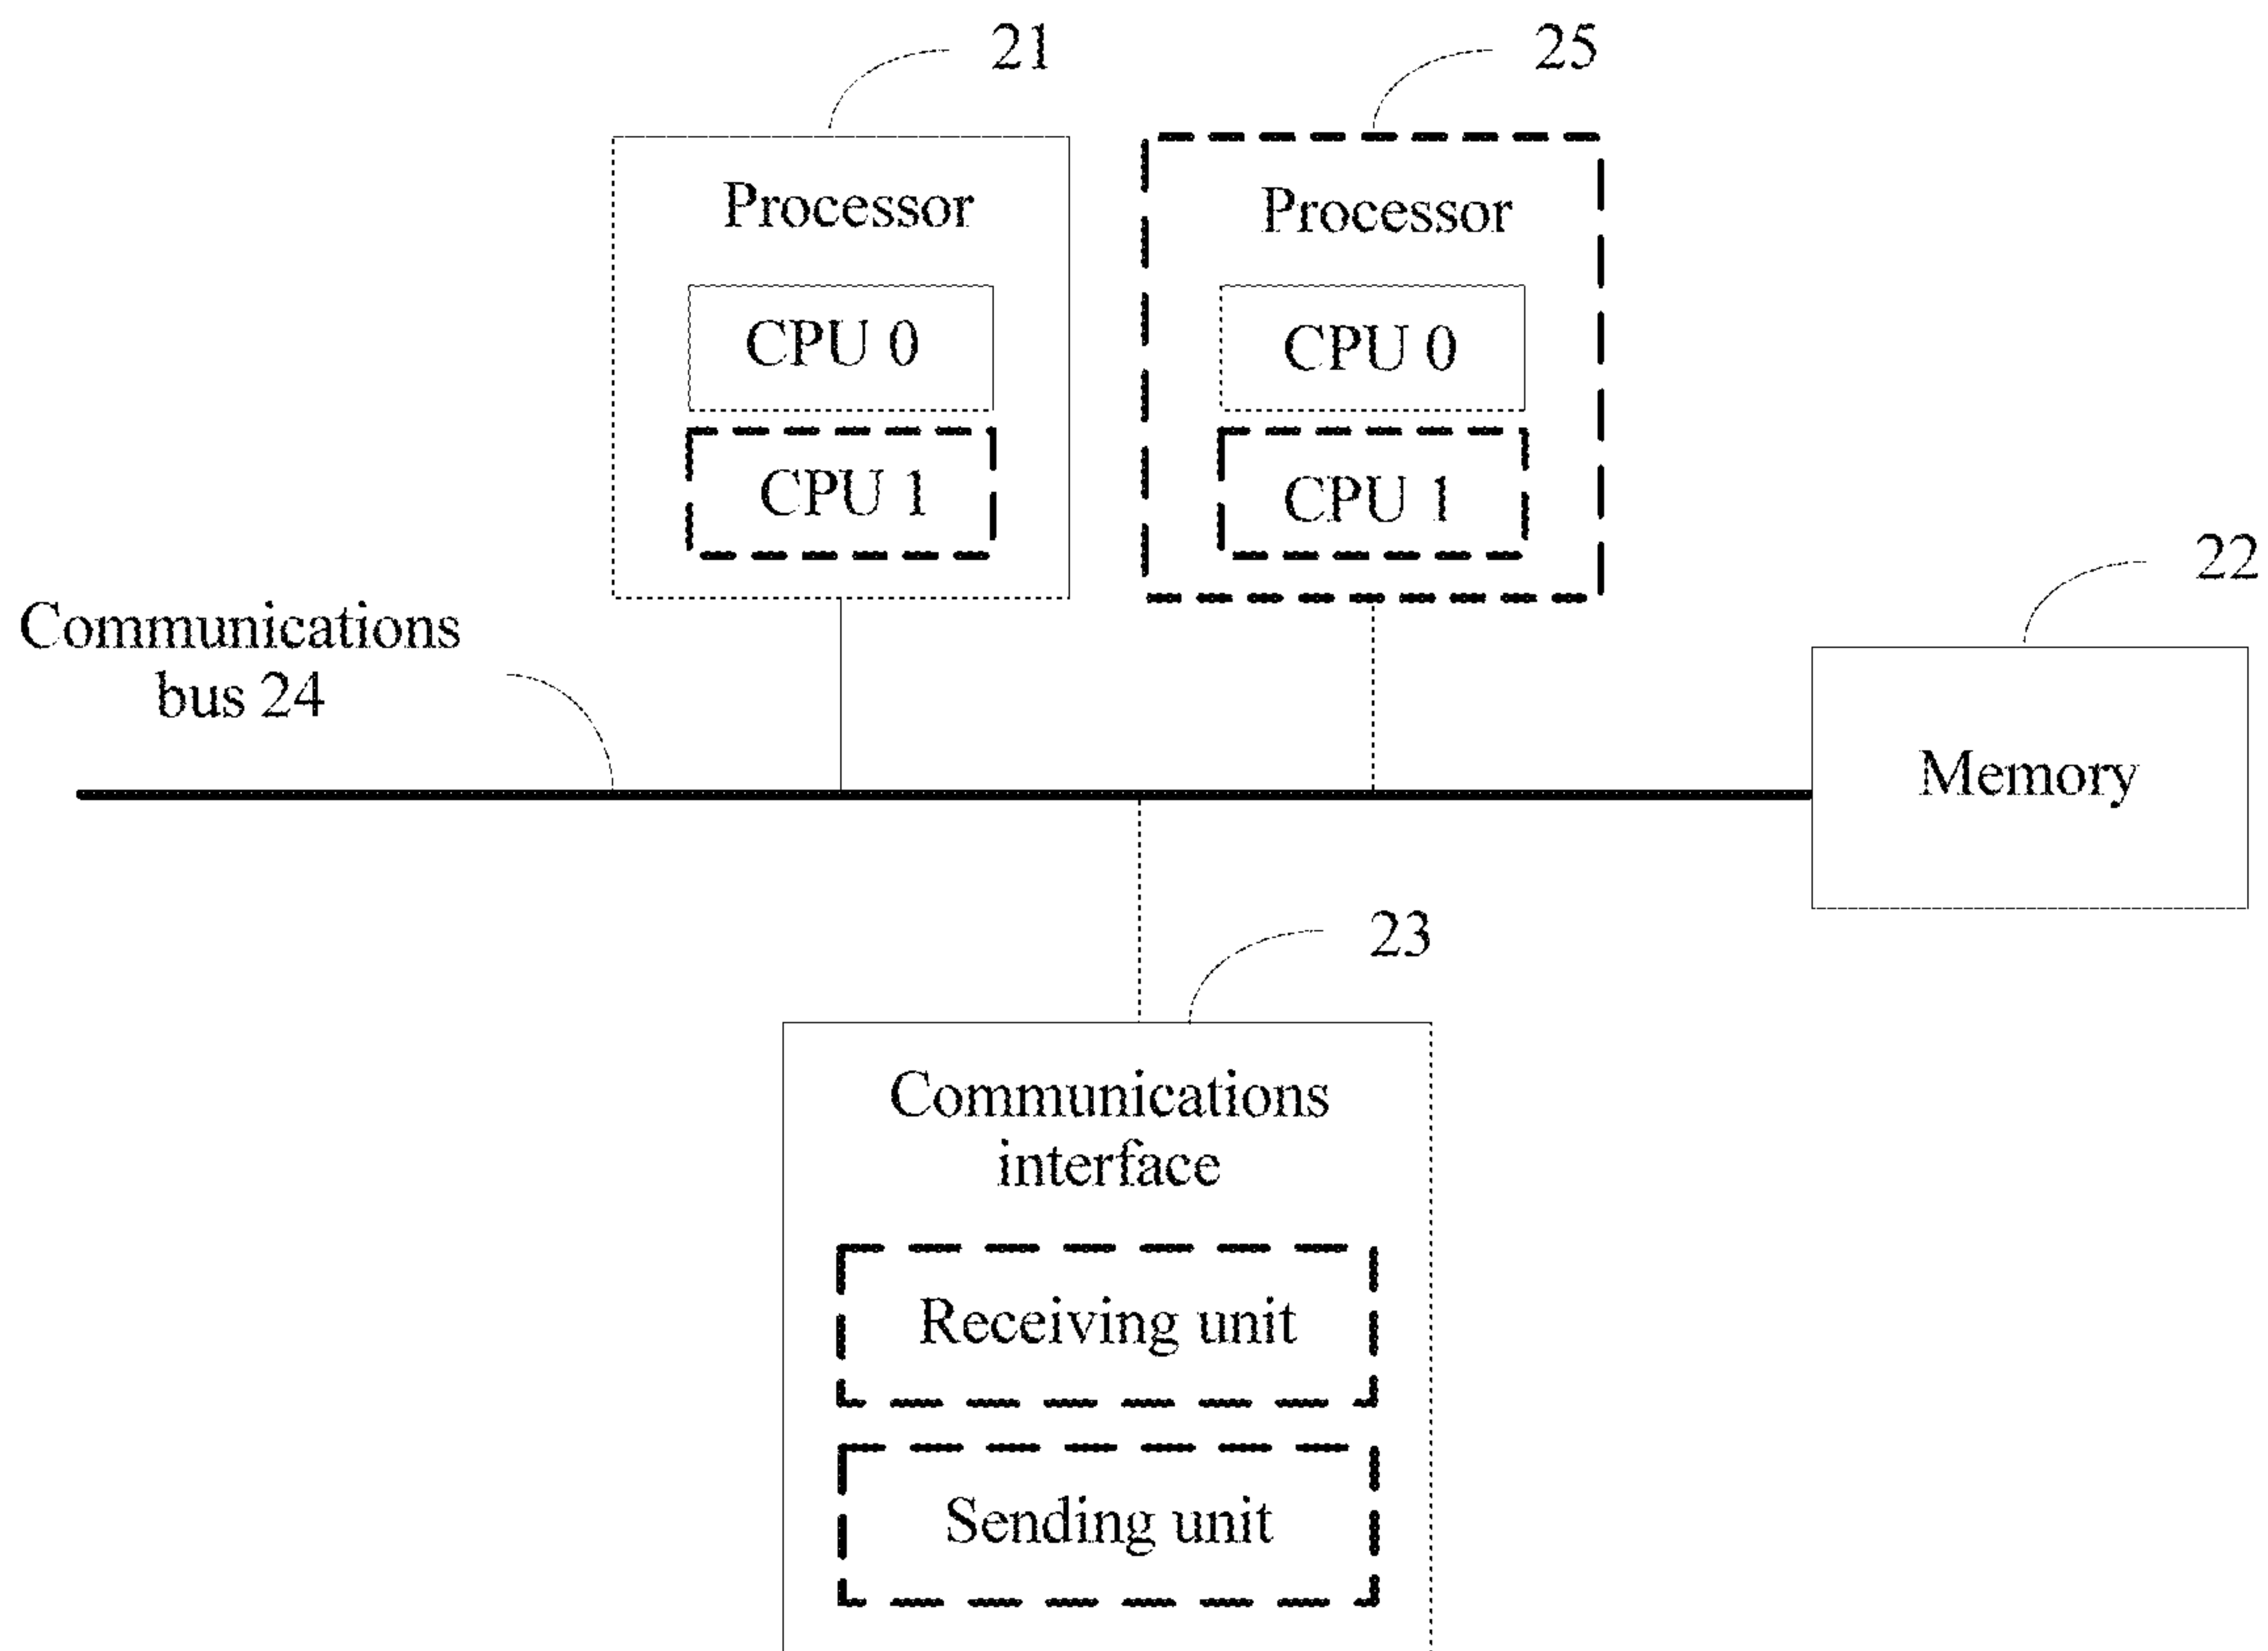 21
25
Processor
CPU 0
CPU 1
Processor
CPU 0
CPU 1
22
Communications
bus 24
Memory
23
Communications
interface
Receiving unit
Sending unit